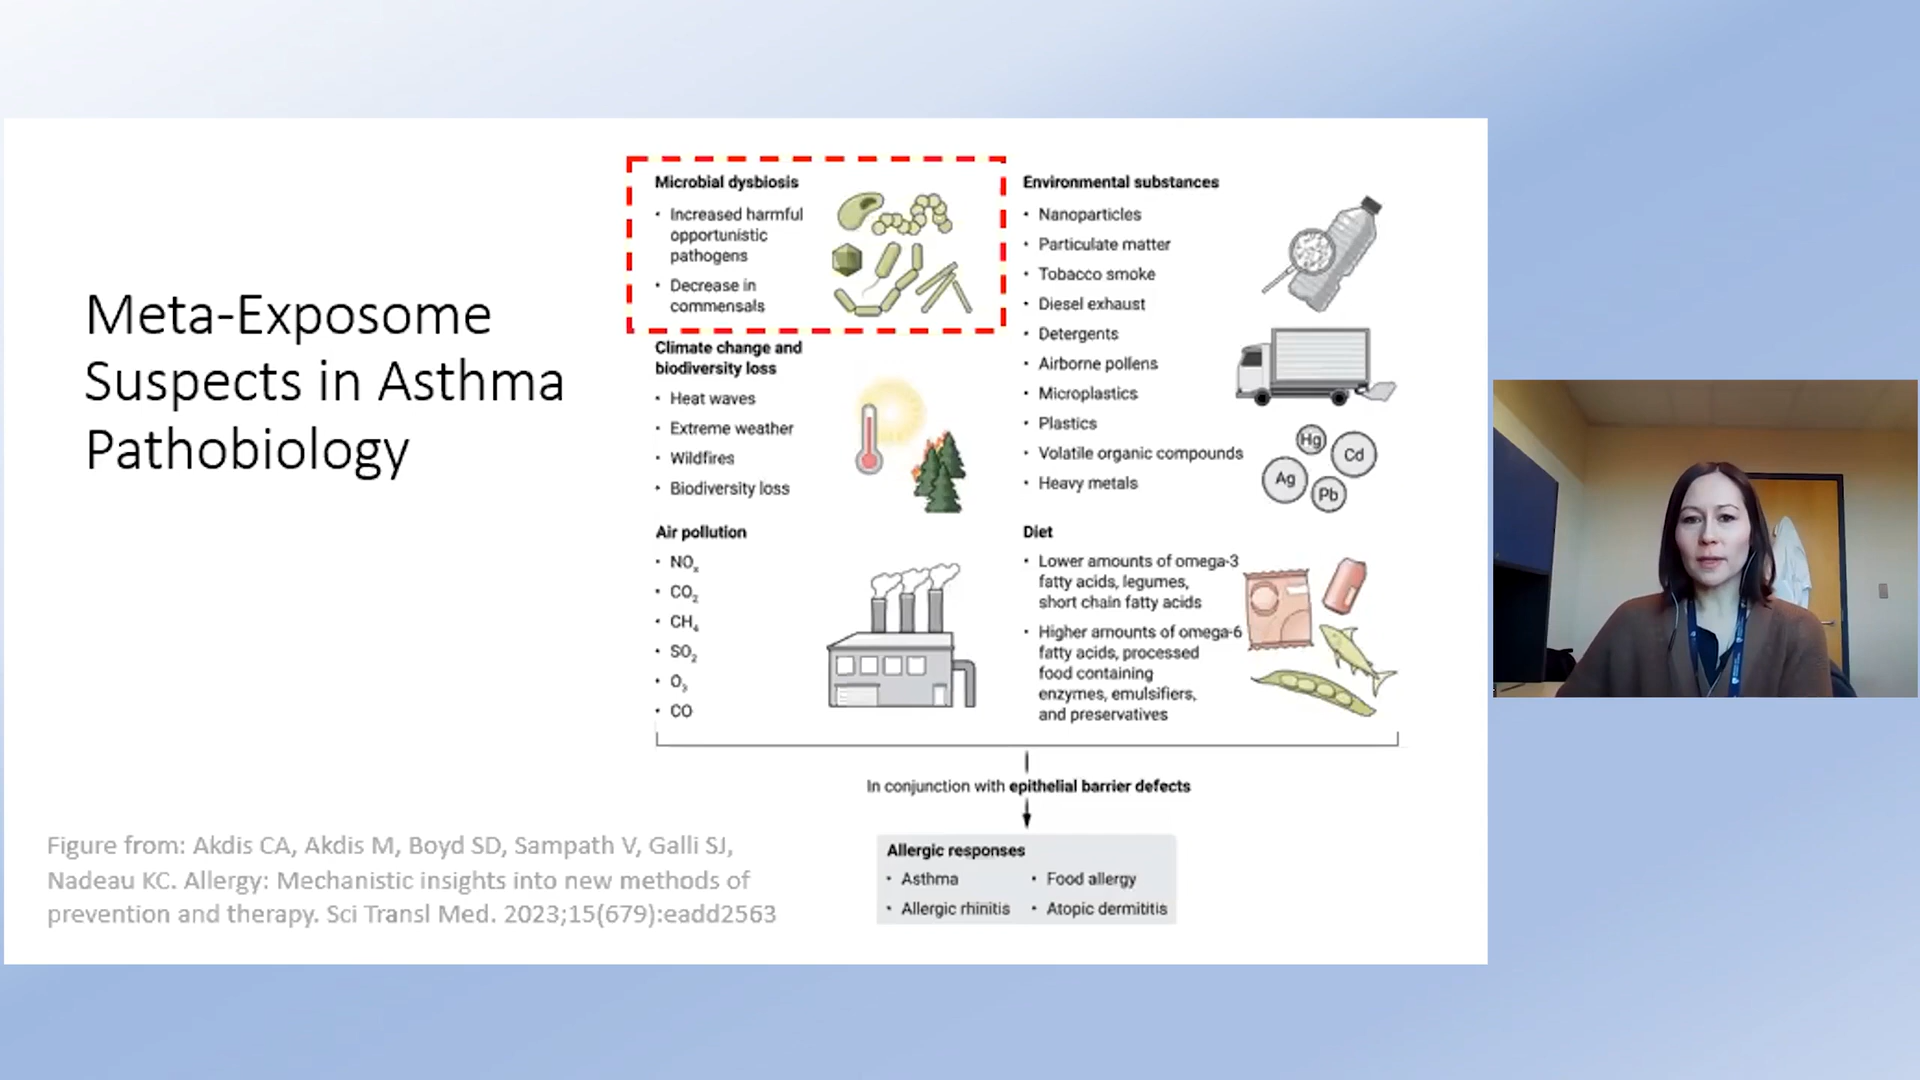 Meta-Exposome
Suspects in Asthma
Pathobiology
Microbial dysbiosis
• Increased harmful
opportunistic
pathogens
• Decrease in
commensals
Climate change and
biodiversity loss
• Heat waves
• Extreme weather
• Wildfires
• Biodiversity loss
Air pollution
• NOₓ
• CO₂
• CH₄
• SO₂
• O₃
• CO
Environmental substances
• Nanoparticles
• Particulate matter
• Tobacco smoke
• Diesel exhaust
• Detergents
• Airborne pollens
• Microplastics
• Plastics
• Volatile organic compounds
• Heavy metals
Hg
Cd
Ag
Pb
Diet
• Lower amounts of omega-3
fatty acids, legumes,
short chain fatty acids
• Higher amounts of omega-6
fatty acids, processed
food containing
enzymes, emulsifiers,
and preservatives
In conjunction with epithelial barrier defects
Allergic responses
• Asthma
• Food allergy
• Allergic rhinitis
• Atopic dermititis
Figure from: Akdis CA, Akdis M, Boyd SD, Sampath V, Galli SJ,
Nadeau KC. Allergy: Mechanistic insights into new methods of
prevention and therapy. Sci Transl Med. 2023;15(679):eadd2563